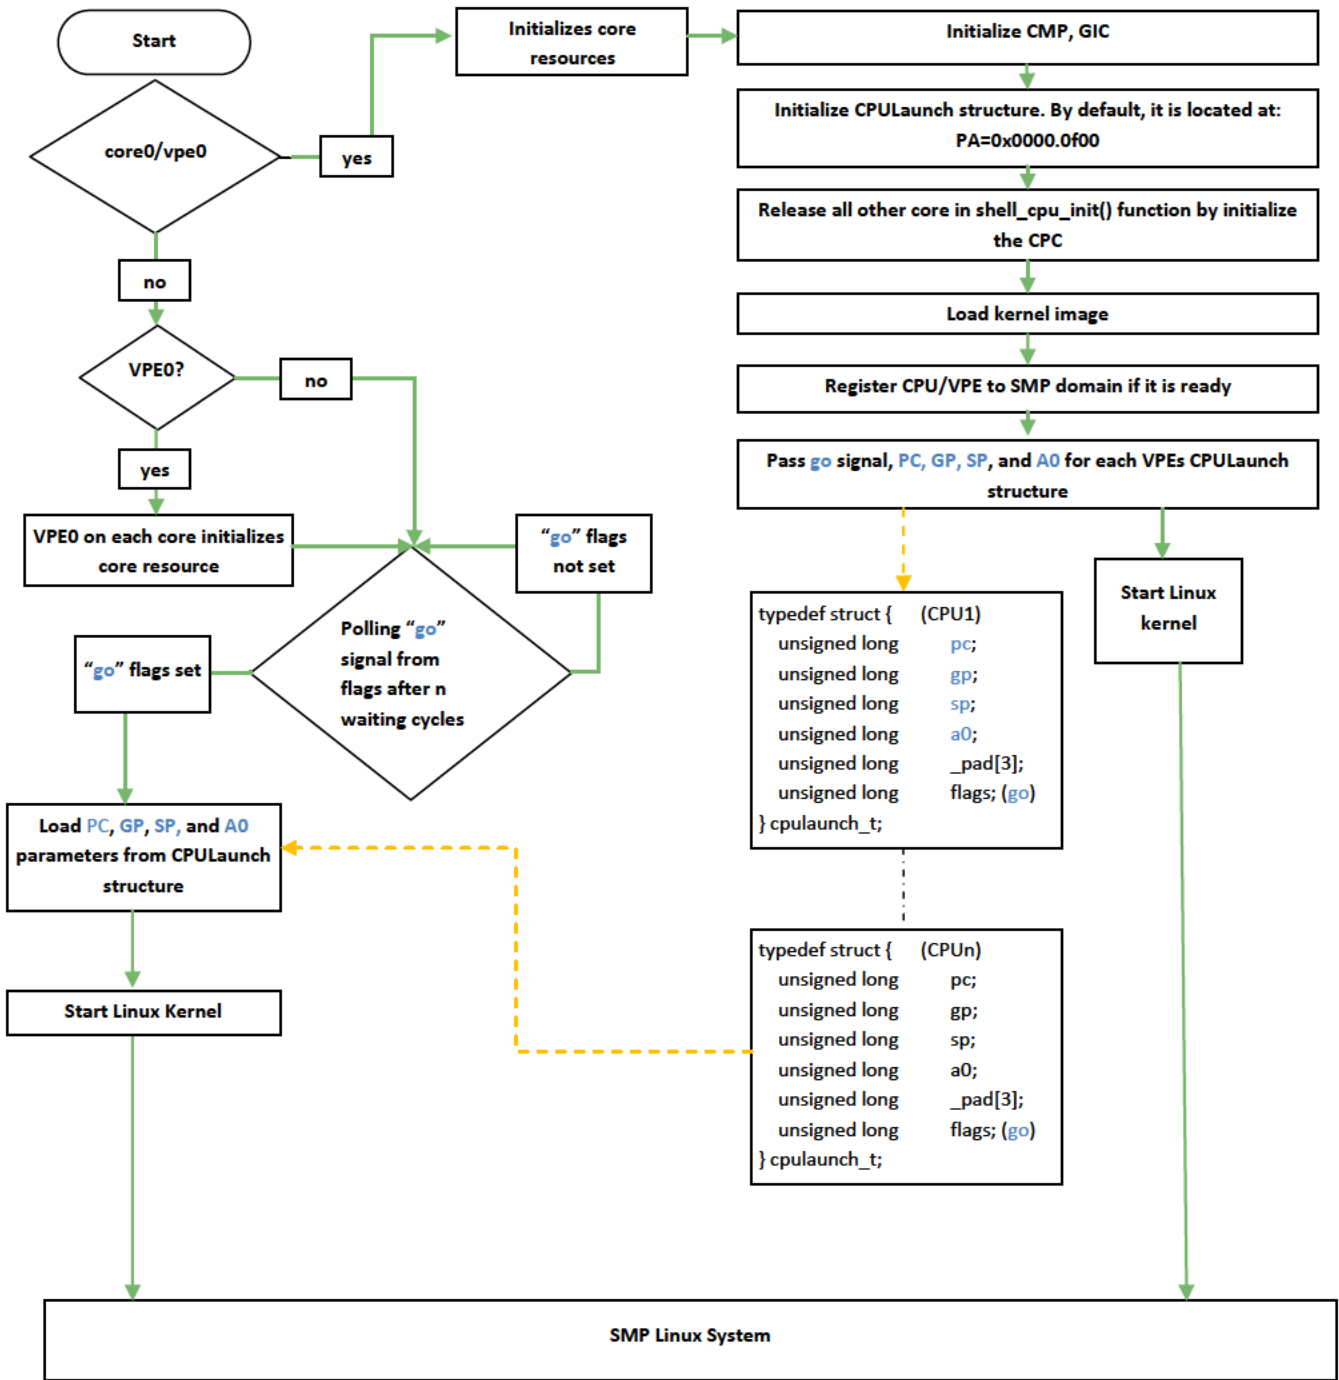 Start
core0/vpe0
yes
Initializes core
resources
Initialize CMP, GIC
Initialize CPULaunch structure. By default, it is located at:
PA=0x0000.0f00
Release all other core in shell_cpu_init() function by initialize
the CPC
Load kernel image
Register CPU/VPE to SMP domain if it is ready
Pass go signal, PC, GP, SP, and A0 for each VPEs CPULaunch
structure
no
VPE0?
no
yes
VPE0 on each core initializes
core resource
"go" flags
not set
Polling "go"
signal from
flags after n
waiting cycles
"go" flags set
Load PC, GP, SP, and A0
parameters from CPULaunch
structure
Start Linux Kernel
typedef struct { (CPU1)
unsigned long pc;
unsigned long gp;
unsigned long sp;
unsigned long a0;
unsigned long _pad[3];
unsigned long flags; (go)
} cpulaunch_t;
Start Linux
kernel
typedef struct { (CPUn)
unsigned long pc;
unsigned long gp;
unsigned long sp;
unsigned long a0;
unsigned long _pad[3];
unsigned long flags; (go)
} cpulaunch_t;
SMP Linux System